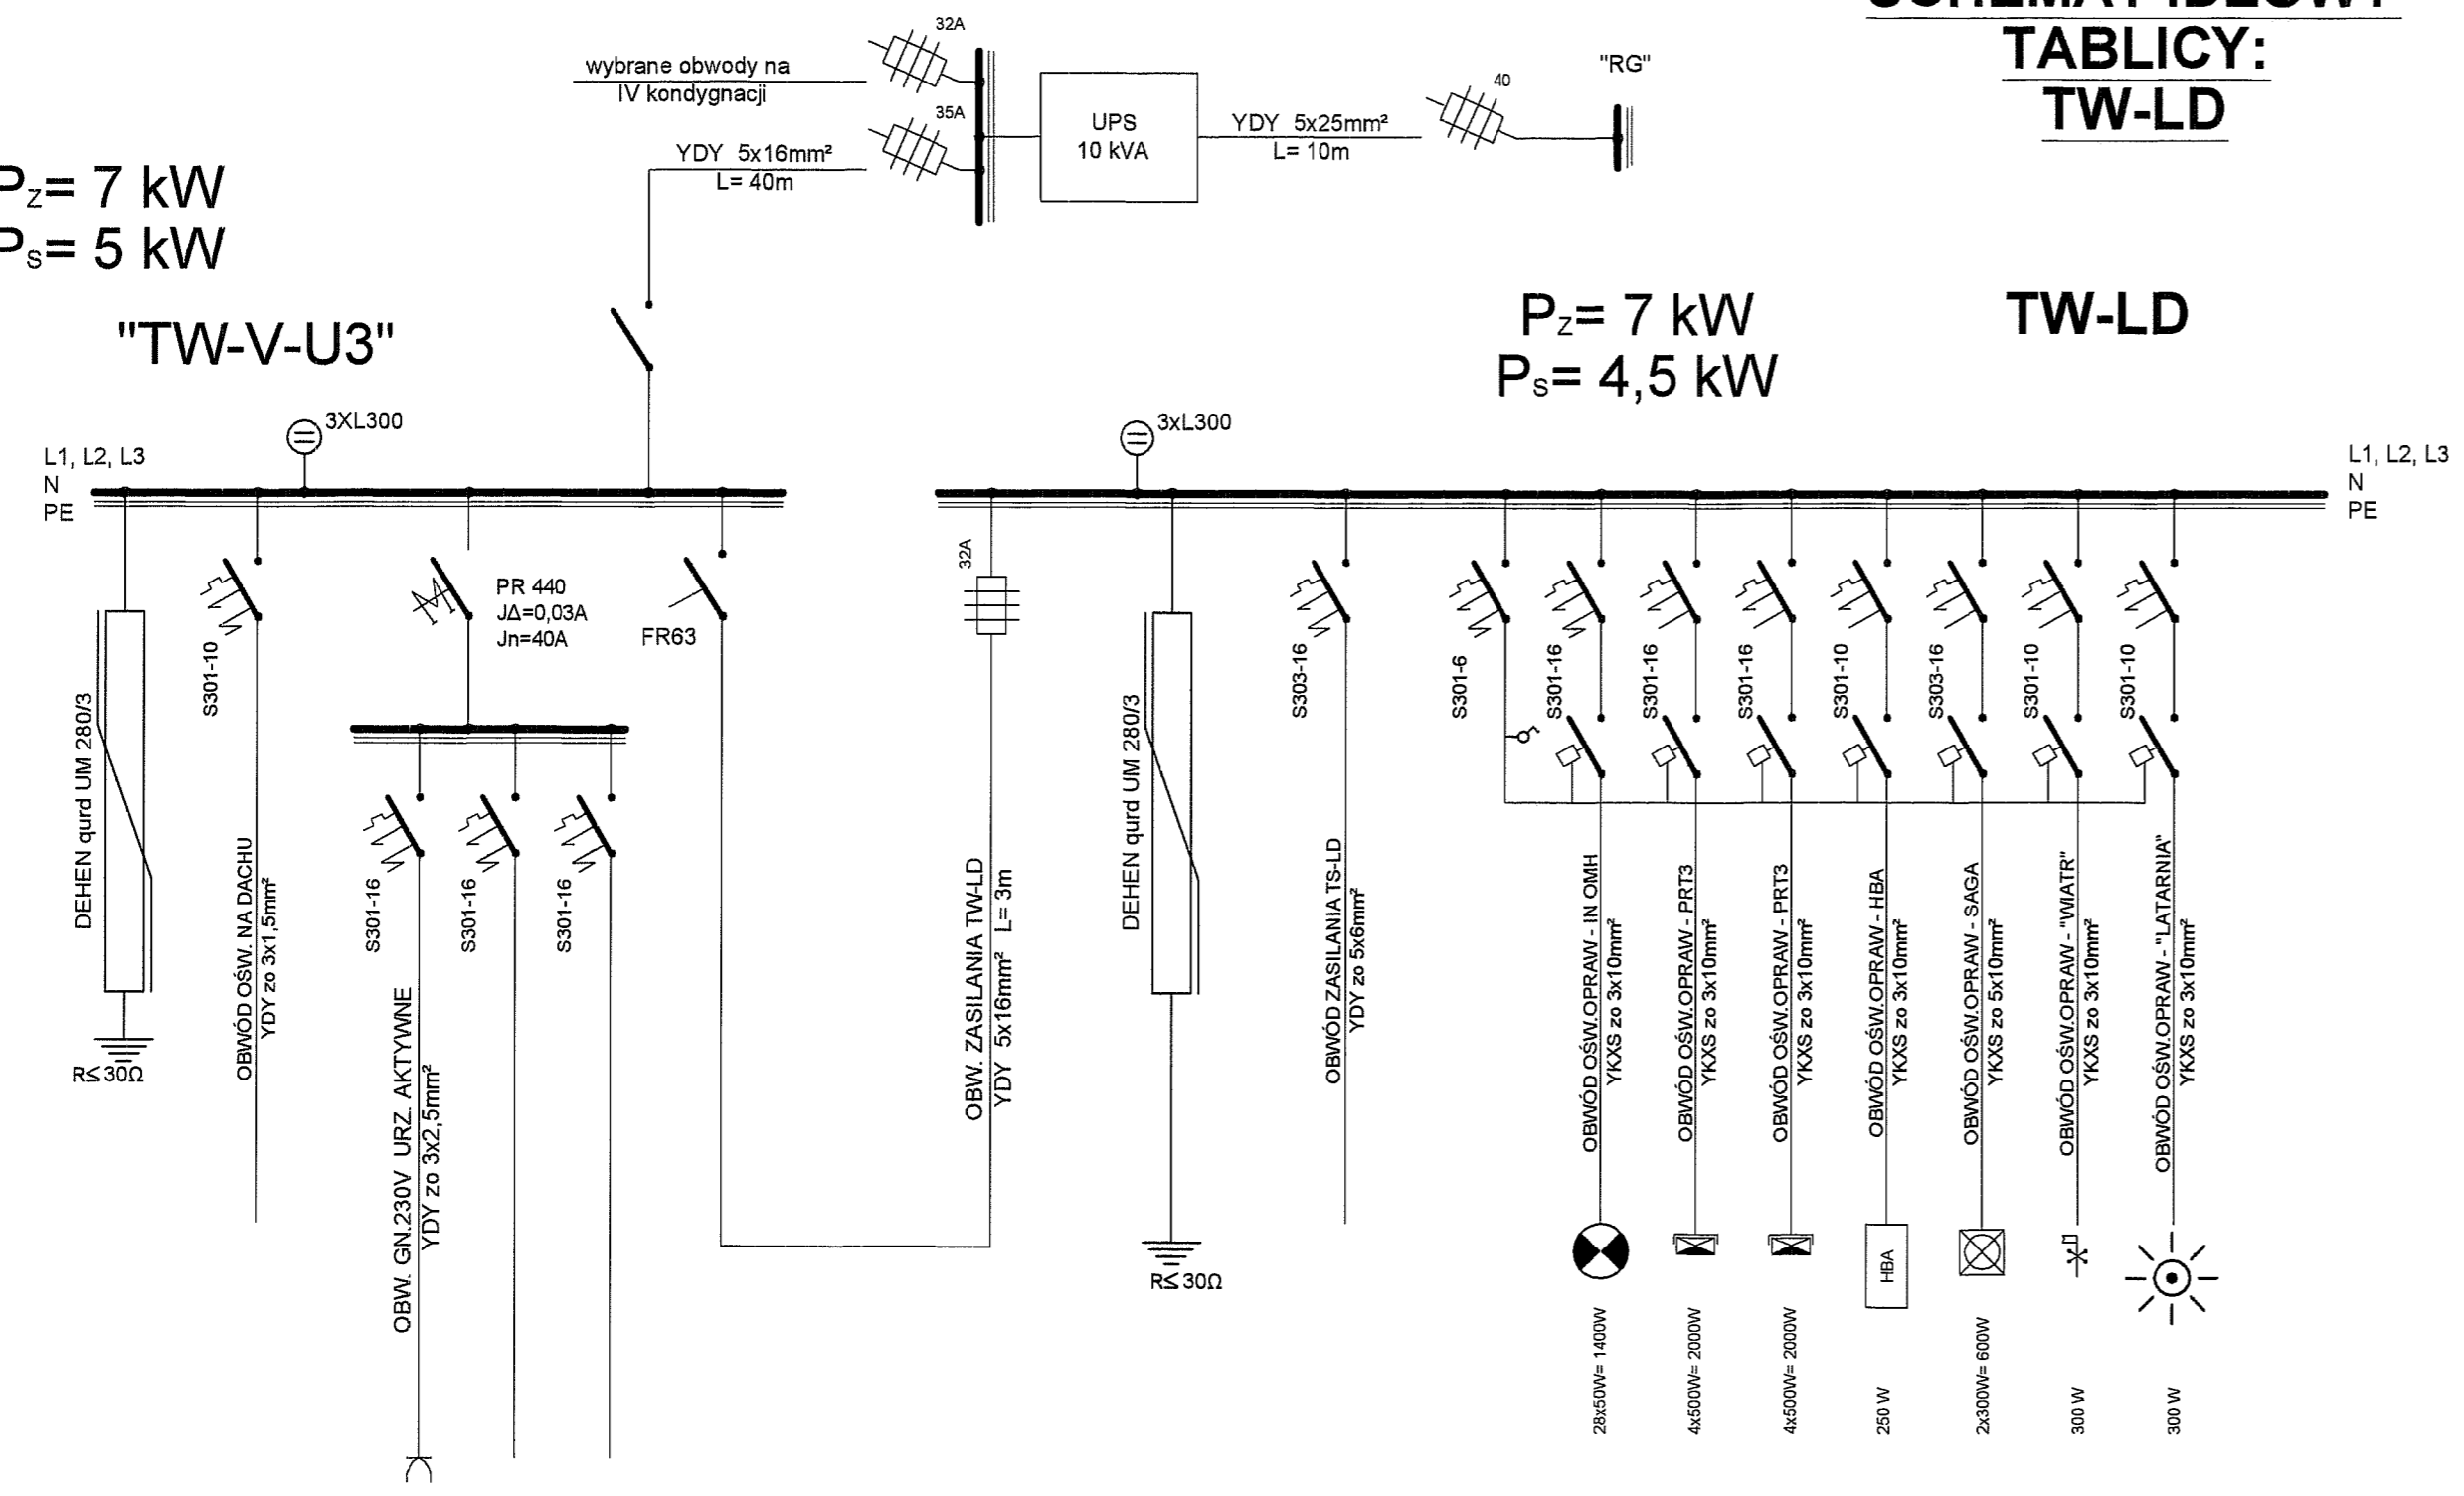 SCHEMAT IDEOWY
TABLICY:
TW-LD
32A
wybrane obwody na
IV kondygnacji
35A
YDY 5x16mm²
L= 40m
UPS
10 kVA
YDY 5x25mm²
L= 10m
40
"RG"
Pz= 7 kW
Ps= 5 kW
"TW-V-U3"
Pz= 7 kW
Ps= 4,5 kW
TW-LD
3XL300
3xL300
L1, L2, L3
N
PE
L1, L2, L3
N
PE
DEHEN qurd UM 280/3
R≤30Ω
S301-10
OBWÓD OŚW. NA DACHU
YDY zo 3x1,5mm²
PR 440
J∆=0,03A
Jn=40A
S301-16
S301-16
S301-16
OBW. GN.230V URZ. AKTYWNE
YDY zo 3x2,5mm²
FR63
32A
OBW. ZASILANIA TW-LD
YDY 5x16mm² L= 3m
DEHEN qurd UM 280/3
R≤30Ω
S303-16
OBWÓD ZASILANIA TS-LD
YDY zo 5x6mm²
S301-6
S301-16
OBWÓD OŚW.OPRAW - IN OMH
YKXS zo 3x10mm²
28x50W= 1400W
S301-16
OBWÓD OŚW.OPRAW - PRT3
YKXS zo 3x10mm²
4x500W= 2000W
S301-16
OBWÓD OŚW.OPRAW - PRT3
YKXS zo 3x10mm²
4x500W= 2000W
S301-10
OBWÓD OŚW.OPRAW - HBA
YKXS zo 3x10mm²
HBA
250 W
S303-16
OBWÓD OŚW.OPRAW - SAGA
YKXS zo 5x10mm²
2x300W= 600W
S301-10
OBWÓD OŚW.OPRAW - "WIATR"
YKXS zo 3x10mm²
300 W
S301-10
OBWÓD OŚW.OPRAW - "LATARNIA"
YKXS zo 3x10mm²
300 W